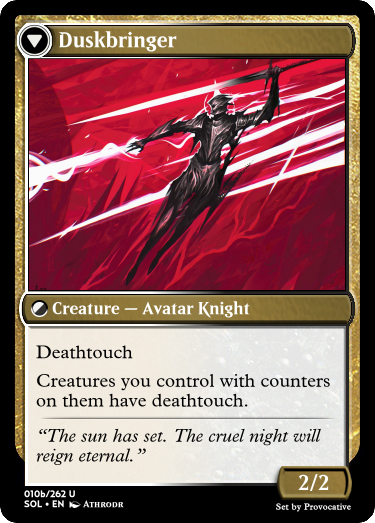 Duskbringer
Creature — Avatar Knight
Deathtouch
Creatures you control with counters
on them have deathtouch.
“The sun has set. The cruel night will
reign eternal.”
2/2
010b/262 U
SOL • EN Athrodr
Set by Provocative